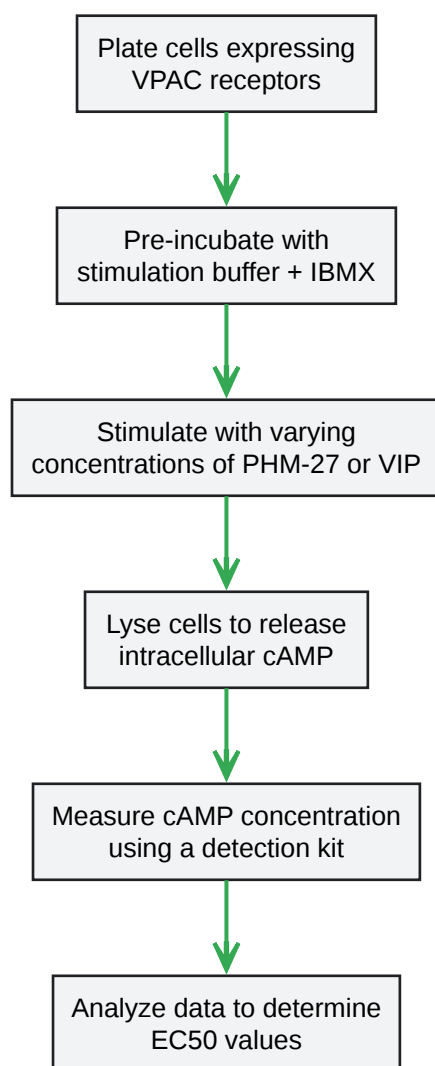 Plate cells expressing
VPAC receptors
Pre-incubate with
stimulation buffer + IBMX
Stimulate with varying
concentrations of PHM-27 or VIP
Lyse cells to release
intracellular cAMP
Measure cAMP concentration
using a detection kit
Analyze data to determine
EC50 values